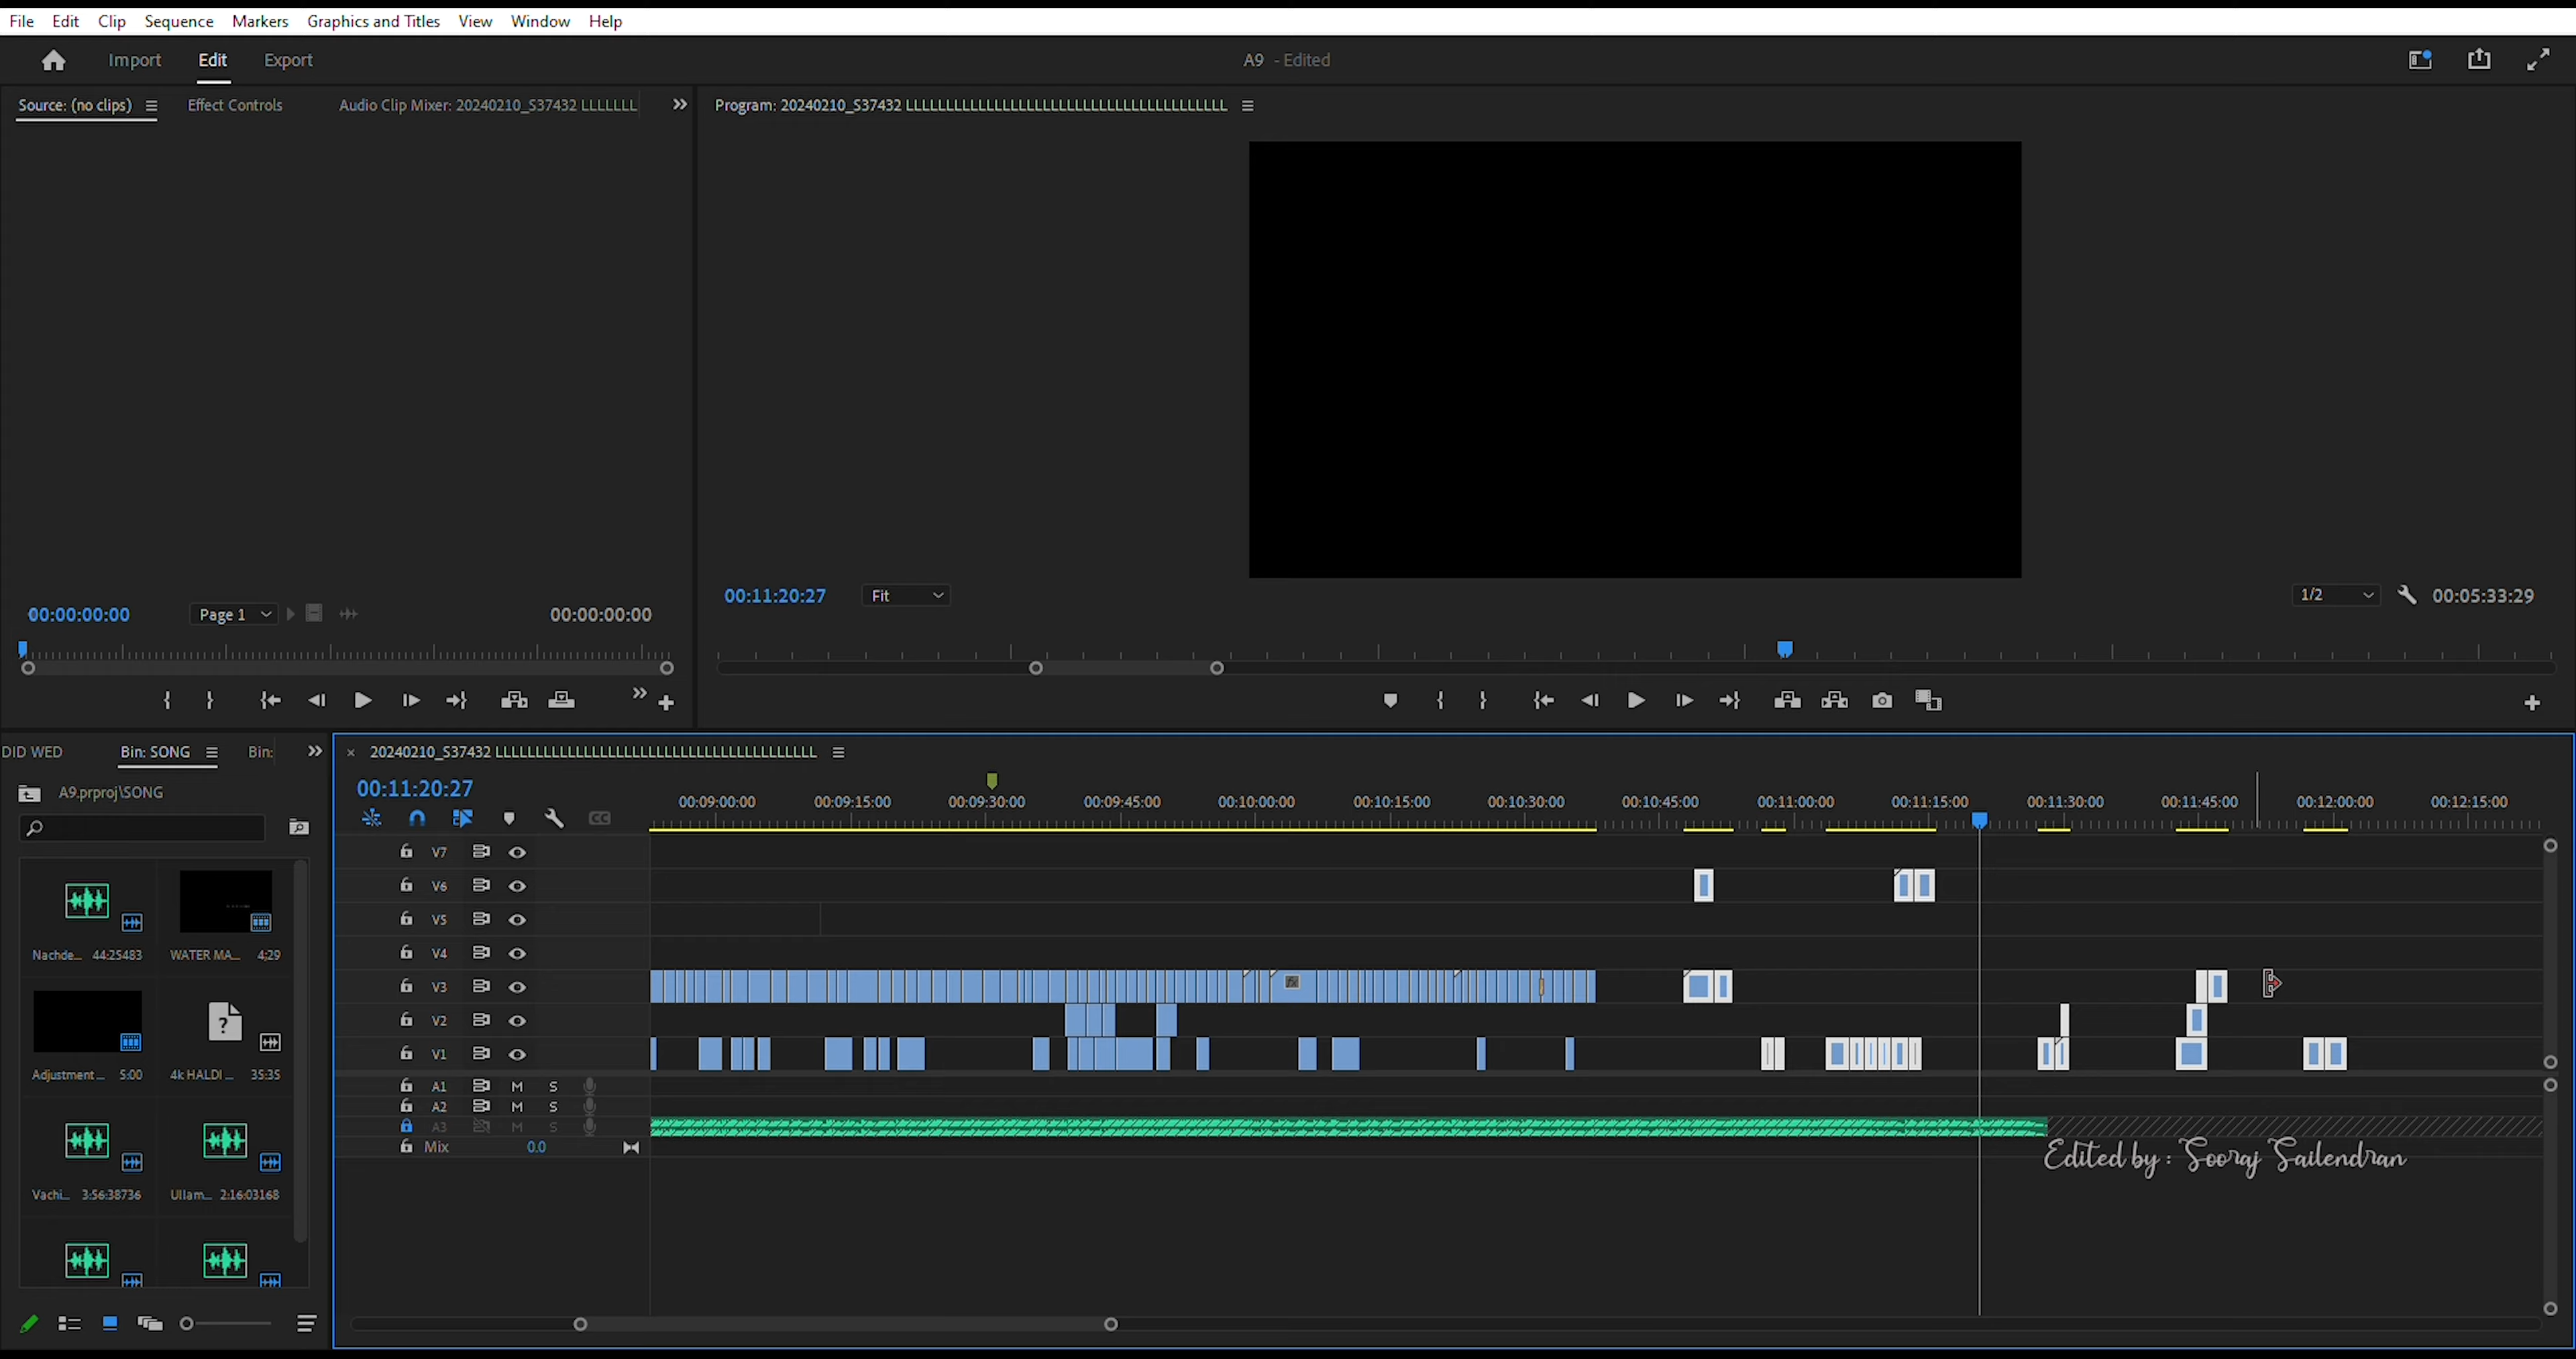 File Edit Clip Sequence Markers Graphics and Titles View Window Help
Import Edit Export
A9 - Edited
Source: (no clips) Effect Controls Audio Clip Mixer: 20240210_S37432 LLLLLLL
Program: 20240210_S37432 LLLLLLLLLLLLLLLLLLLLLLLLLLLLLLLLLLLLLLLL
00:11:20:27 Fit 1/2 00:05:33:29
00:00:00:00 Page 1 00:00:00:00
DID WED Bin: SONG Bin:
20240210_S37432 LLLLLLLLLLLLLLLLLLLLLLLLLLLLLLLLLLLLLLLL
A9.prproj\SONG
00:11:20:27
00:09:00:00 00:09:15:00 00:09:30:00 00:09:45:00 00:10:00:00 00:10:15:00 00:10:30:00 00:10:45:00 00:11:00:00 00:11:15:00 00:11:30:00 00:11:45:00 00:12:00:00 00:12:15:00
CC
V7
V6
V5
V4
V3 fx
V2
V1
A1 M S
A2 M S
A3 M S
Mix 0.0
Nachde... 44:25483 WATER MA... 4;29
Adjustment ... 5:00 4k HALDI ... 35:35
Vachi... 3:56:38736 Ullam... 2:16:03168
Edited by : Sooraj Sailendran